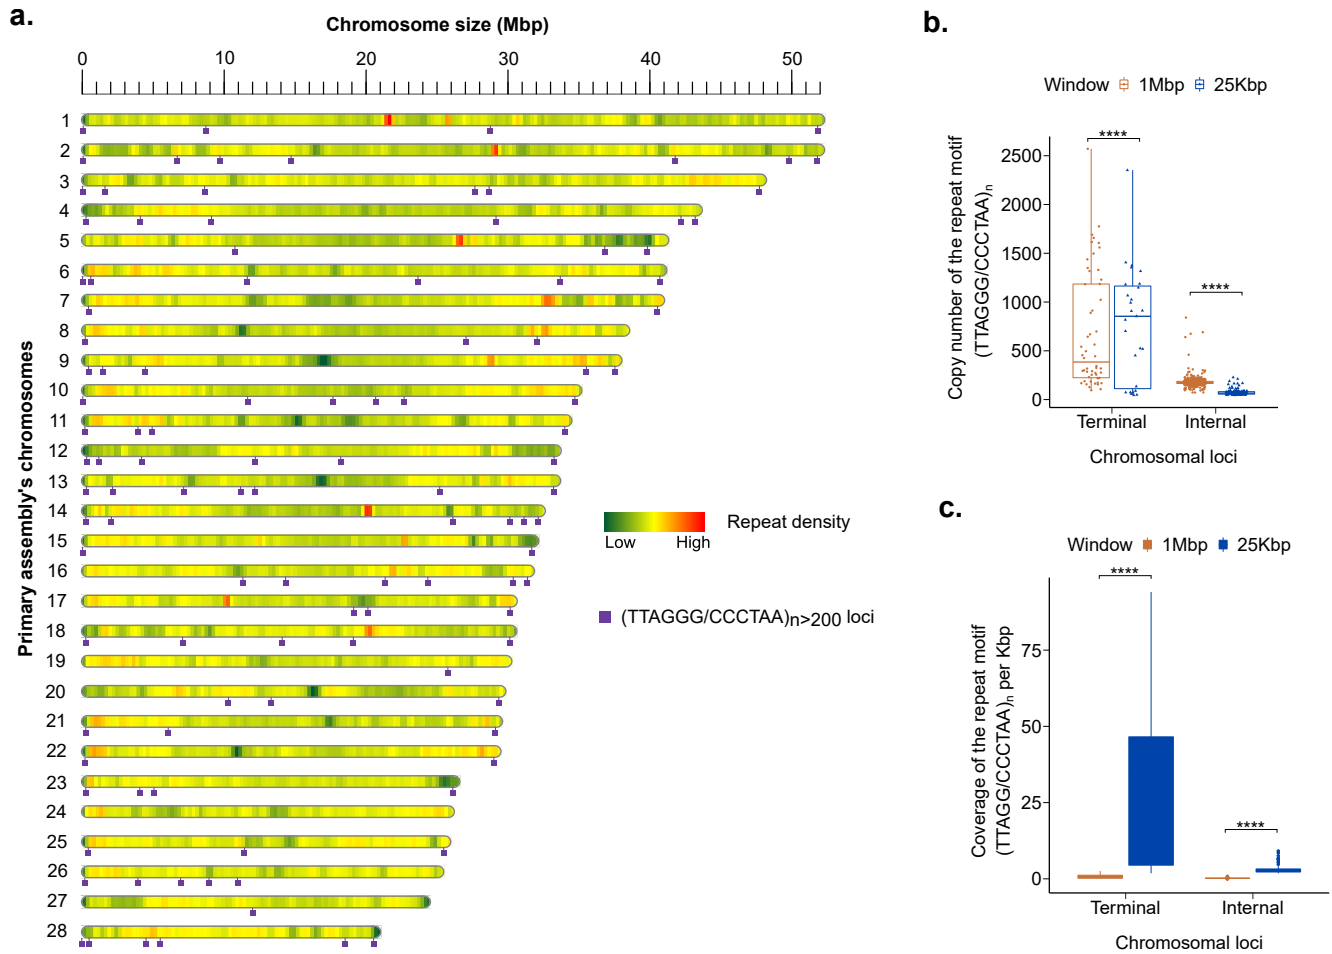 a.
Chromosome size (Mbp)
0 10 20 30 40 50
Primary assembly's chromosomes
1
2
3
4
5
6
7
8
9
10
11
12
13
14
15
16
17
18
19
20
21
22
23
24
25
26
27
28
Repeat density
Low High
(TTAGGG/CCCTAA)n>200 loci
b.
Window 1Mbp 25Kbp
Copy number of the repeat motif
(TTAGGG/CCCTAA)n
2500
2000
1500
1000
500
0
****
****
Terminal Internal
Chromosomal loci
c.
Window 1Mbp 25Kbp
Coverage of the repeat motif
(TTAGG/CCCTAA)n per Kbp
75
50
25
0
****
****
Terminal Internal
Chromosomal loci